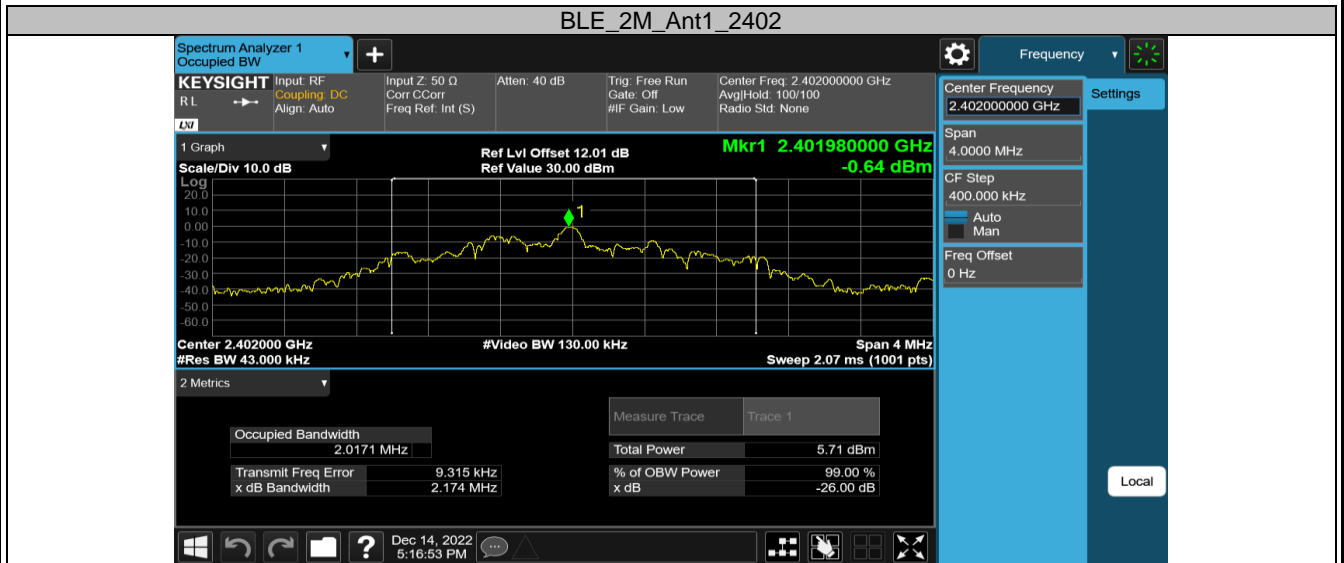 BLE_2M_Ant1_2402
Spectrum Analyzer 1
Occupied BW
▼
+
Frequency
▼
KEYSIGHT
R L
LXI
Input: RF
Coupling: DC
Align: Auto
Input Z: 50 Ω
Corr CCorr
Freq Ref: Int (S)
Atten: 40 dB
Trig: Free Run
Gate: Off
#IF Gain: Low
Center Freq: 2.402000000 GHz
Avg|Hold: 100/100
Radio Std: None
Center Frequency
2.402000000 GHz
Settings
Span
4.0000 MHz
CF Step
400.000 kHz
Auto
Man
Freq Offset
0 Hz
1 Graph ▼
Scale/Div 10.0 dB
Ref Lvl Offset 12.01 dB
Ref Value 30.00 dBm
Mkr1 2.401980000 GHz
-0.64 dBm
Log
20.0
10.0
0.00
-10.0
-20.0
-30.0
-40.0
-50.0
-60.0
1
Center 2.402000 GHz
#Video BW 130.00 kHz
Span 4 MHz
#Res BW 43.000 kHz
Sweep 2.07 ms (1001 pts)
2 Metrics ▼
Measure Trace Trace 1
Occupied Bandwidth
2.0171 MHz
Total Power 5.71 dBm
Transmit Freq Error 9.315 kHz
% of OBW Power 99.00 %
x dB Bandwidth 2.174 MHz
x dB -26.00 dB
Local
?
Dec 14, 2022
5:16:53 PM